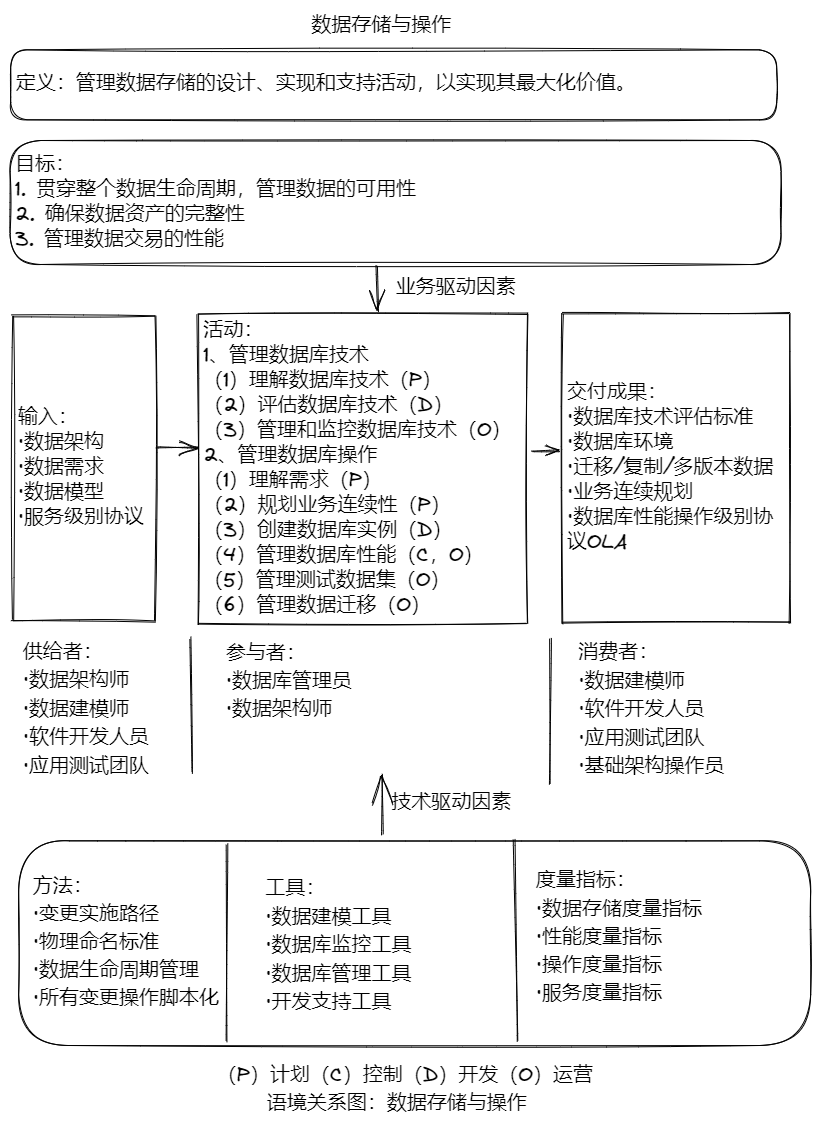 数据存储与操作
定义：管理数据存储的设计、实现和支持活动，以实现其最大化价值。
目标：
1. 贯穿整个数据生命周期，管理数据的可用性
2. 确保数据资产的完整性
3. 管理数据交易的性能
业务驱动因素
输入：
·数据架构
·数据需求
·数据模型
·服务级别协议
活动：
1、管理数据库技术
（1）理解数据库技术（P）
（2）评估数据库技术（D）
（3）管理和监控数据库技术（O）
2、管理数据库操作
（1）理解需求（P）
（2）规划业务连续性（P）
（3）创建数据库实例（D）
（4）管理数据库性能（C，O）
（5）管理测试数据集（O）
（6）管理数据迁移（O）
交付成果：
·数据库技术评估标准
·数据库环境
·迁移/复制/多版本数据
·业务连续规划
·数据库性能操作级别协
议OLA
供给者：
·数据架构师
·数据建模师
·软件开发人员
·应用测试团队
参与者：
·数据库管理员
·数据架构师
消费者：
·数据建模师
·软件开发人员
·应用测试团队
·基础架构操作员
技术驱动因素
方法：
·变更实施路径
·物理命名标准
·数据生命周期管理
·所有变更操作脚本化
工具：
·数据建模工具
·数据库监控工具
·数据库管理工具
·开发支持工具
度量指标：
·数据存储度量指标
·性能度量指标
·操作度量指标
·服务度量指标
（P）计划（C）控制（D）开发（O）运营
语境关系图：数据存储与操作